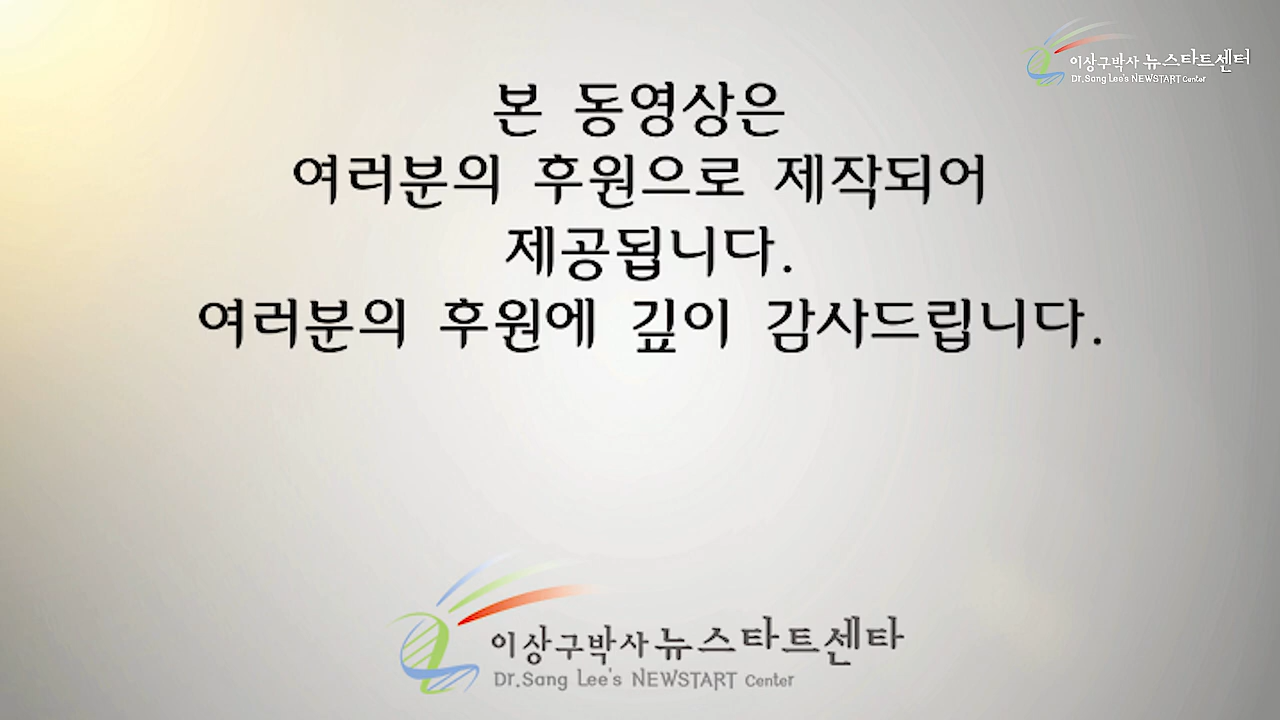 이상구박사 뉴스타트센터
Dr.Sang Lee's NEWSTART Center
본 동영상은
여러분의 후원으로 제작되어
제공됩니다.
여러분의 후원에 깊이 감사드립니다.
이상구박사 뉴스타트센타
Dr.Sang Lee's NEWSTART Center